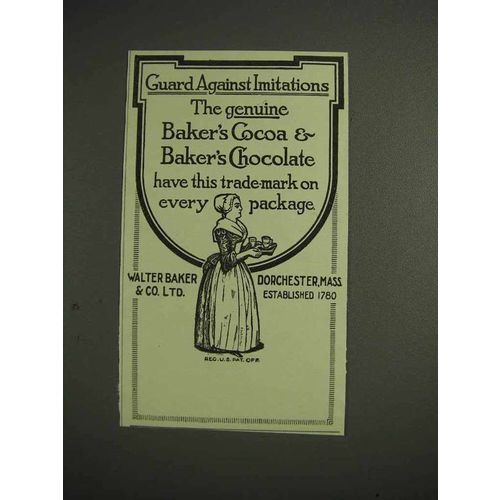 Guard Against Imitations
The genuine
Baker's Cocoa &
Baker's Chocolate
have this trade-mark on
every package.
WALTER BAKER
& CO. LTD.
DORCHESTER, MASS.
ESTABLISHED 1780
REG. U.S. PAT. OFF.